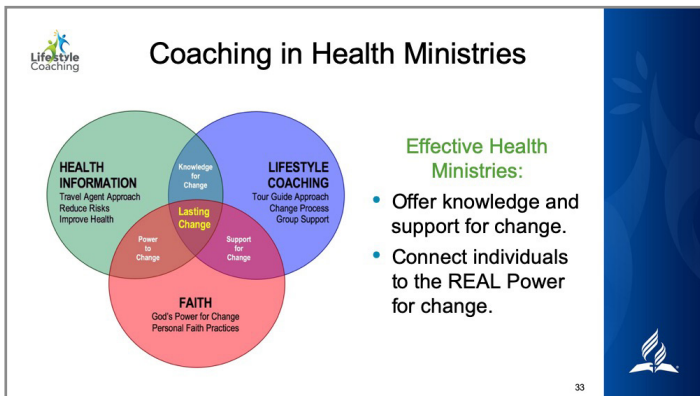 Lifestyle
Coaching
Coaching in Health Ministries
HEALTH
INFORMATION
Travel Agent Approach
Reduce Risks
Improve Health
Knowledge
for
Change
LIFESTYLE
COACHING
Tour Guide Approach
Change Process
Group Support
Lasting
Change
Power
to
Change
Support
for
Change
FAITH
God's Power for Change
Personal Faith Practices
Effective Health
Ministries:
• Offer knowledge and
support for change.
• Connect individuals
to the REAL Power
for change.
33